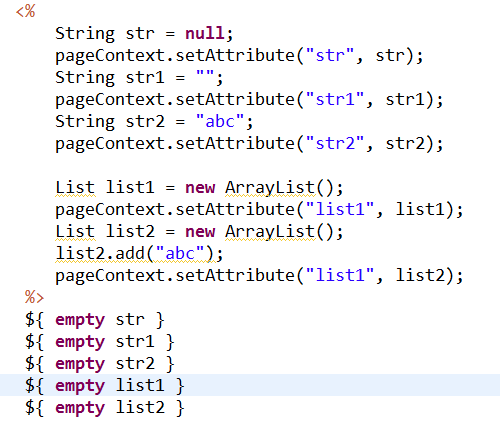 <%
String str = null;
pageContext.setAttribute("str", str);
String str1 = "";
pageContext.setAttribute("str1", str1);
String str2 = "abc";
pageContext.setAttribute("str2", str2);
List list1 = new ArrayList();
pageContext.setAttribute("list1", list1);
List list2 = new ArrayList();
list2.add("abc");
pageContext.setAttribute("list1", list2);
%>
${ empty str }
${ empty str1 }
${ empty str2 }
${ empty list1 }
${ empty list2 }